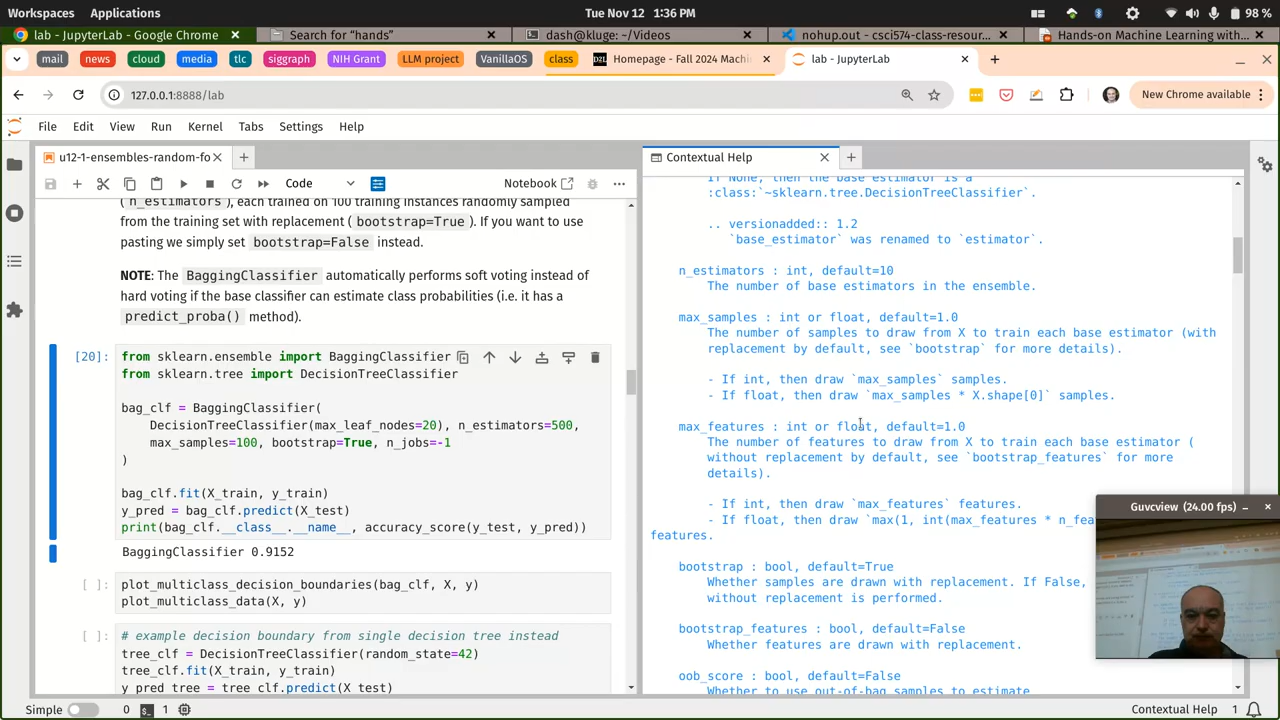 Workspaces Applications Tue Nov 12 1:36 PM 98 %
lab - JupyterLab - Google Chrome Search for “hands” dash@kluge: ~/Videos nohup.out - csci574-class-resour... Hands-on Machine Learning with...
mail news cloud media tlc siggraph NIH Grant LLM project VanillaOS class D2L Homepage - Fall 2024 Machi lab - JupyterLab
127.0.0.1:8888/lab New Chrome available
File Edit View Run Kernel Tabs Settings Help
u12-1-ensembles-random-fo
Code Notebook
(n_estimators), each trained on 100 training instances randomly sampled
from the training set with replacement ( bootstrap=True ). If you want to use
pasting we simply set bootstrap=False instead.
NOTE: The BaggingClassifier automatically performs soft voting instead of
hard voting if the base classifier can estimate class probabilities (i.e. it has a
predict_proba() method).
[20]:
from sklearn.ensemble import BaggingClassifier
from sklearn.tree import DecisionTreeClassifier
bag_clf = BaggingClassifier(
DecisionTreeClassifier(max_leaf_nodes=20), n_estimators=500,
max_samples=100, bootstrap=True, n_jobs=-1
)
bag_clf.fit(X_train, y_train)
y_pred = bag_clf.predict(X_test)
print(bag_clf.__class__.__name__, accuracy_score(y_test, y_pred))
BaggingClassifier 0.9152
[ ]:
plot_multiclass_decision_boundaries(bag_clf, X, y)
plot_multiclass_data(X, y)
[ ]:
# example decision boundary from single decision tree instead
tree_clf = DecisionTreeClassifier(random_state=42)
tree_clf.fit(X_train, y_train)
y_pred_tree = tree_clf.predict(X_test)
Contextual Help
If None, then the base estimator is a
:class:`~sklearn.tree.DecisionTreeClassifier`.
.. versionadded:: 1.2
`base_estimator` was renamed to `estimator`.
n_estimators : int, default=10
The number of base estimators in the ensemble.
max_samples : int or float, default=1.0
The number of samples to draw from X to train each base estimator (with
replacement by default, see `bootstrap` for more details).
- If int, then draw `max_samples` samples.
- If float, then draw `max_samples * X.shape[0]` samples.
max_features : int or float, default=1.0
The number of features to draw from X to train each base estimator (
without replacement by default, see `bootstrap_features` for more
details).
- If int, then draw `max_features` features.
- If float, then draw `max(1, int(max_features * n_fea
features.
bootstrap : bool, default=True
Whether samples are drawn with replacement. If False,
without replacement is performed.
bootstrap_features : bool, default=False
Whether features are drawn with replacement.
oob_score : bool, default=False
Whether to use out-of-bag samples to estimate
Guvcview (24.00 fps)
Simple 0 1 Contextual Help 1